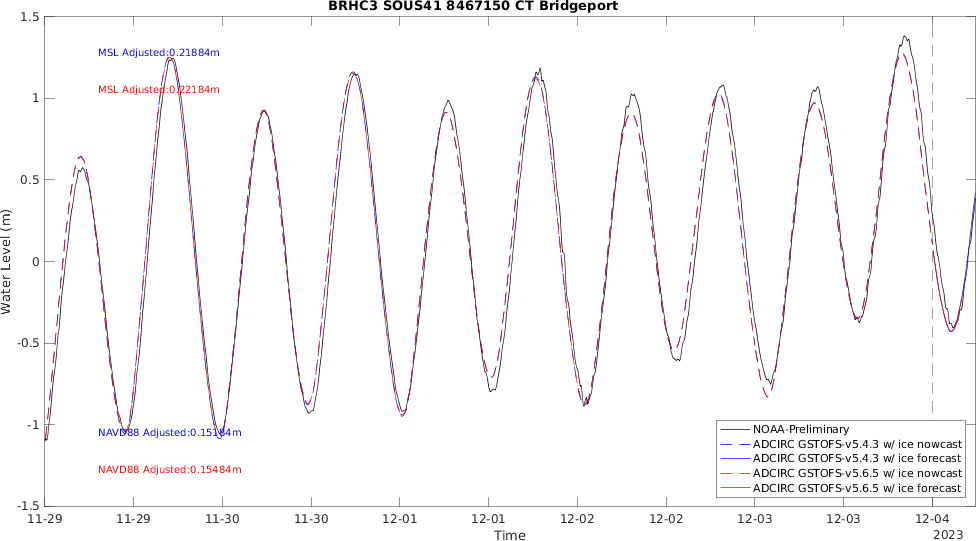 BRHC3 SOUS41 8467150 CT Bridgeport
1.5
1
0.5
0
-0.5
-1
-1.5
Water Level (m)
MSL Adjusted:0.21884m
MSL Adjusted:0.22184m
NAVD88 Adjusted:0.15184m
NAVD88 Adjusted:0.15484m
NOAA-Preliminary
ADCIRC GSTOFS-v5.4.3 w/ ice nowcast
ADCIRC GSTOFS-v5.4.3 w/ ice forecast
ADCIRC GSTOFS-v5.6.5 w/ ice nowcast
ADCIRC GSTOFS-v5.6.5 w/ ice forecast
11-29 11-29 11-30 11-30 12-01 12-01 12-02 12-02 12-03 12-03 12-04
2023
Time